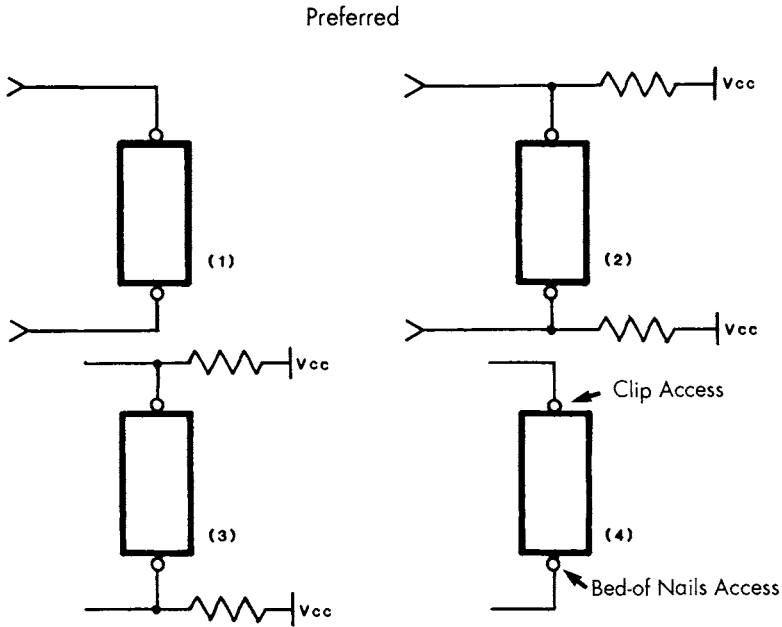 Preferred
Vcc
(1)
(2)
Vcc
Vcc
Clip Access
(3)
(4)
Vcc
Bed-of Nails Access